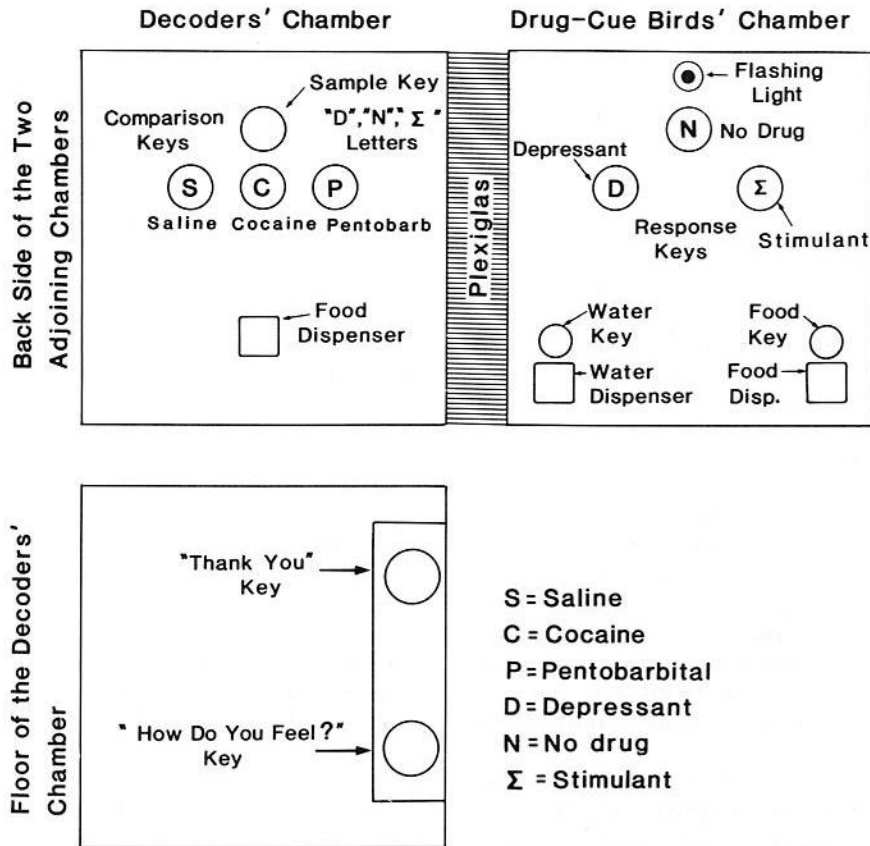 Decoders' Chamber
Drug-Cue Birds' Chamber
Back Side of the Two
Adjoining Chambers
Sample Key
Comparison
Keys
"D","N","Σ"
Letters
S
C
P
Saline Cocaine Pentobarb
Food
Dispenser
Plexiglas
Flashing
Light
N
No Drug
Depressant
D
Σ
Response
Keys
Stimulant
Water
Key
Food
Key
Water
Dispenser
Food
Disp.
Floor of the Decoders'
Chamber
"Thank You"
Key
"How Do You Feel?"
Key
S = Saline
C = Cocaine
P = Pentobarbital
D = Depressant
N = No drug
Σ = Stimulant